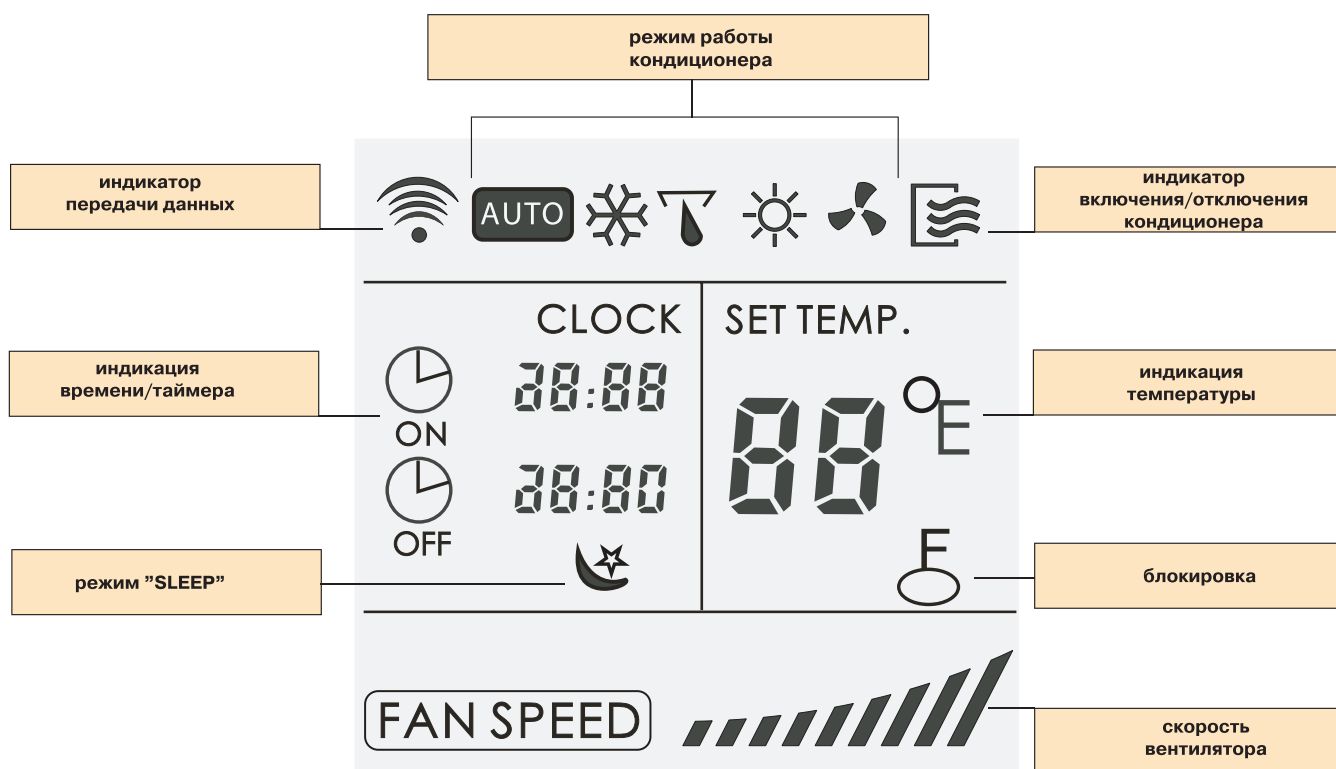 режим работы
кондиционера
индикатор
передачи данных
индикатор
включения/отключения
кондиционера
AUTO
CLOCK
SET TEMP.
индикация
времени/таймера
ON
88:88
88
°E
индикация
температуры
OFF
88:80
F
режим ”SLEEP”
блокировка
FAN SPEED
скорость
вентилятора